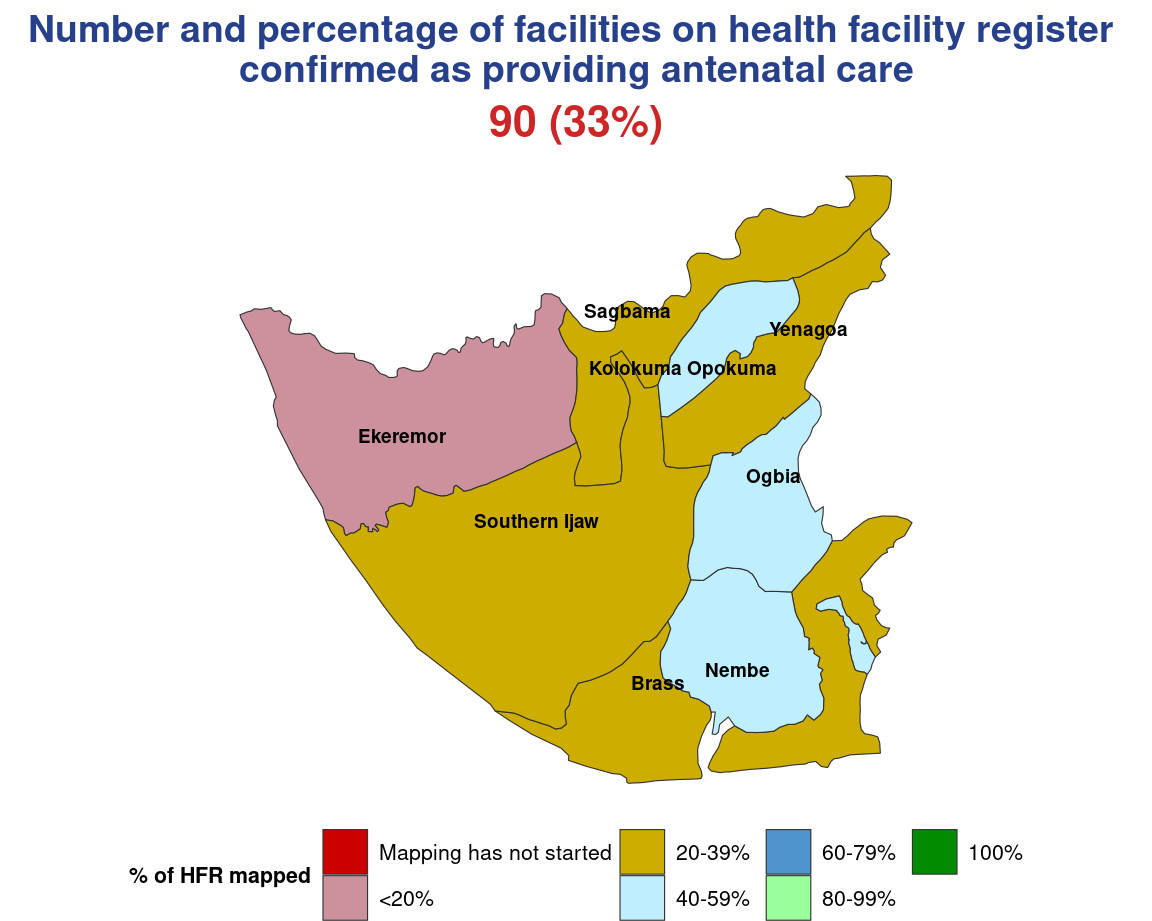 Number and percentage of facilities on health facility register
confirmed as providing antenatal care
90 (33%)
Sagbama
Yenagoa
Kolokuma Opokuma
Ekeremor
Ogbia
Southern Ijaw
Nembe
Brass
% of HFR mapped
Mapping has not started
<20%
20-39%
40-59%
60-79%
80-99%
100%